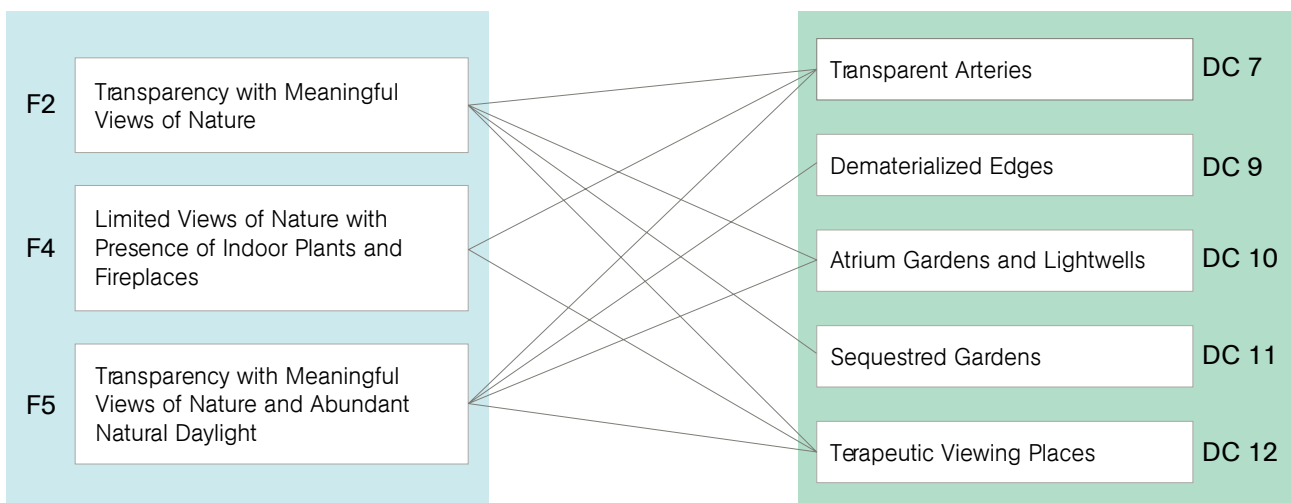 F2
Transparency with Meaningful
Views of Nature
F4
Limited Views of Nature with
Presence of Indoor Plants and
Fireplaces
F5
Transparency with Meaningful
Views of Nature and Abundant
Natural Daylight
Transparent Arteries
DC 7
Dematerialized Edges
DC 9
Atrium Gardens and Lightwells
DC 10
Sequestred Gardens
DC 11
Terapeutic Viewing Places
DC 12